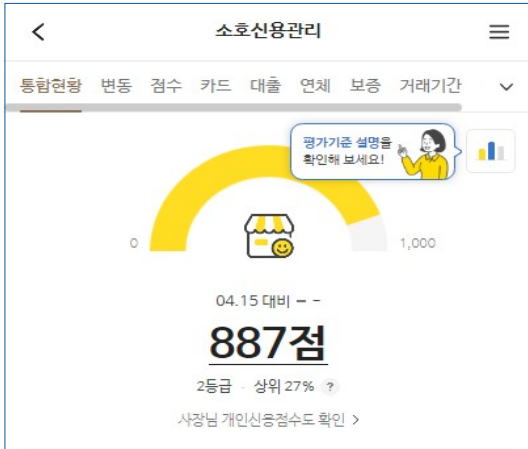 소호신용관리
통합현황 변동 점수 카드 대출 연체 보증 거래기간
평가기준 설명을
확인해 보세요!
0
1,000
04.15 대비 – –
887점
2등급 · 상위 27% ?
사장님 개인신용점수도 확인 >